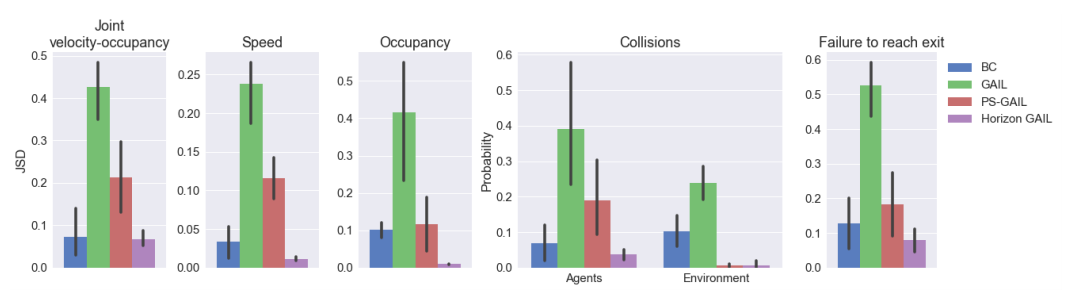 Joint
velocity-occupancy
Speed
Occupancy
Collisions
Failure to reach exit
JSD
0.5
0.4
0.3
0.2
0.1
0.0
0.25
0.20
0.15
0.10
0.05
0.00
0.5
0.4
0.3
0.2
0.1
0.0
Probability
0.6
0.5
0.4
0.3
0.2
0.1
0.0
Agents
Environment
0.6
0.5
0.4
0.3
0.2
0.1
0.0
BC
GAIL
PS-GAIL
Horizon GAIL